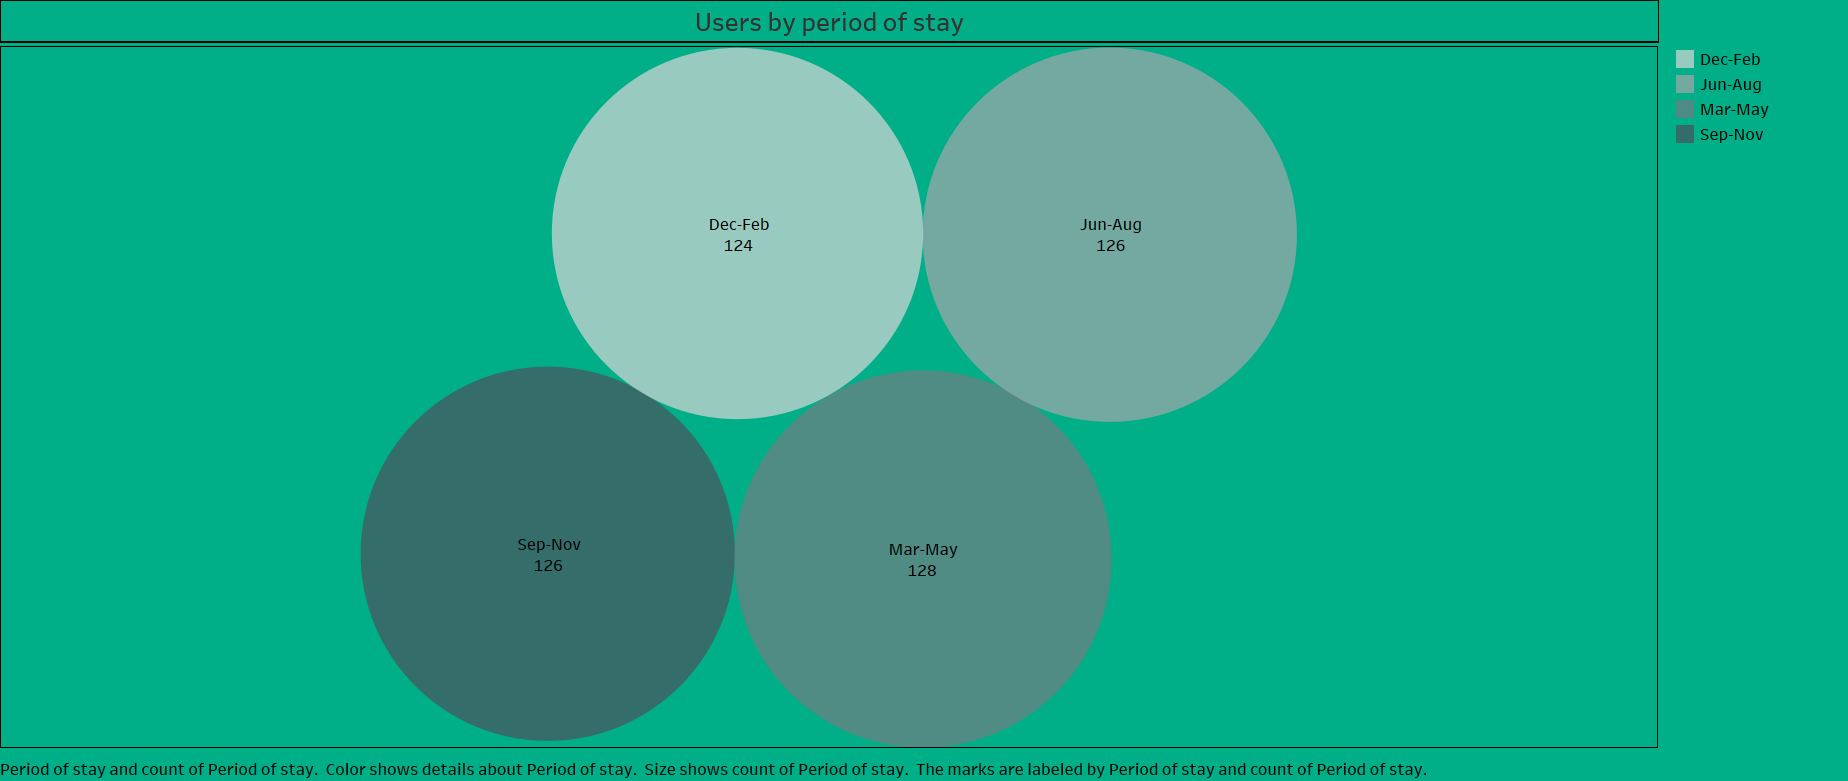 Users by period of stay
Dec-Feb
Jun-Aug
Mar-May
Sep-Nov
Dec-Feb
124
Jun-Aug
126
Sep-Nov
126
Mar-May
128
Period of stay and count of Period of stay.  Color shows details about Period of stay.  Size shows count of Period of stay.  The marks are labeled by Period of stay and count of Period of stay.